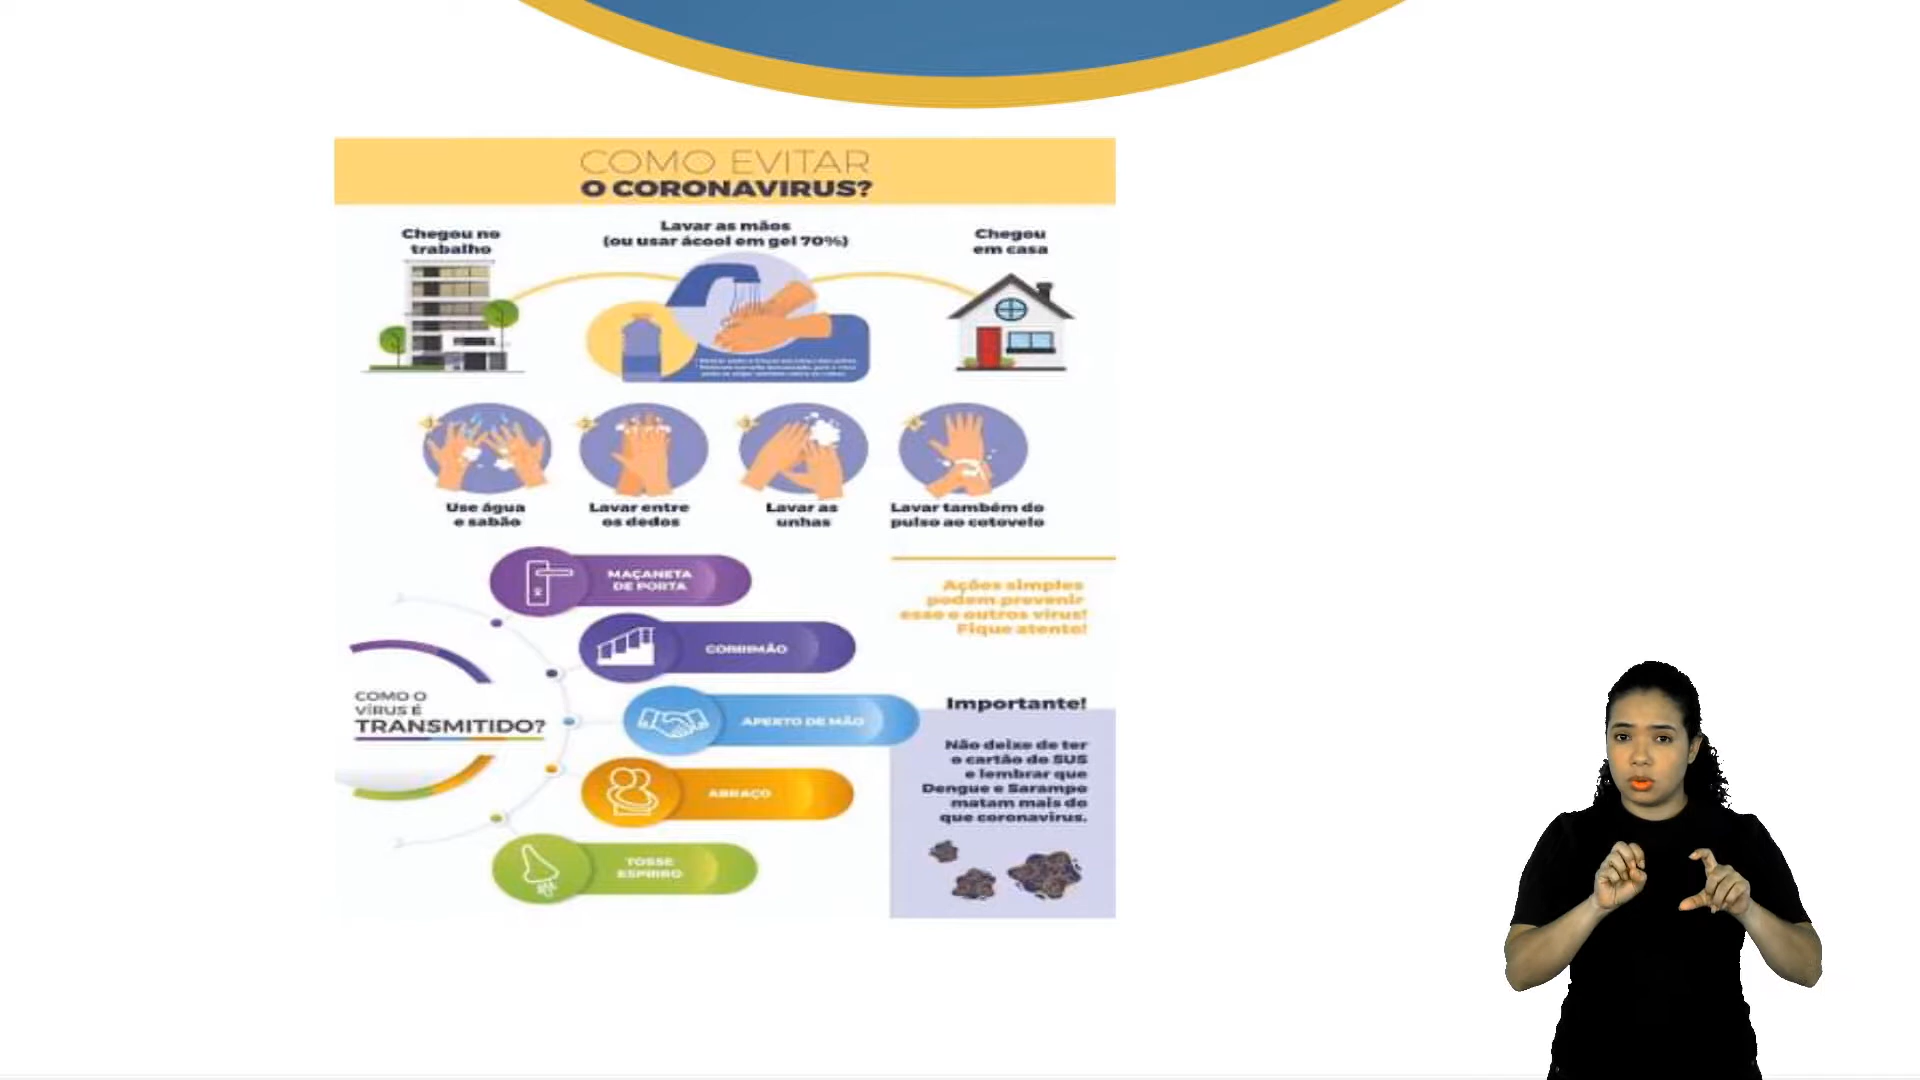 COMO EVITAR
O CORONAVIRUS?
Chegou no
trabalho
Lavar as mãos
(ou usar ácool em gel 70%)
Chegou
em casa
Use água
e sabão
Lavar entre
os dedos
Lavar as
unhas
Lavar também do
pulso ao cotovelo
MAÇANETA
DE PORTA
CORRIMÃO
APERTO DE MÃO
ABRAÇO
TOSSE
ESPIRRO
COMO O
VÍRUS É
TRANSMITIDO?
Ações simples
podem prevenir
esse e outros vírus!
Fique atento!
Importante!
Não deixe de ter
o cartão do SUS
e lembrar que
Dengue e Sarampo
matam mais do
que coronavirus.